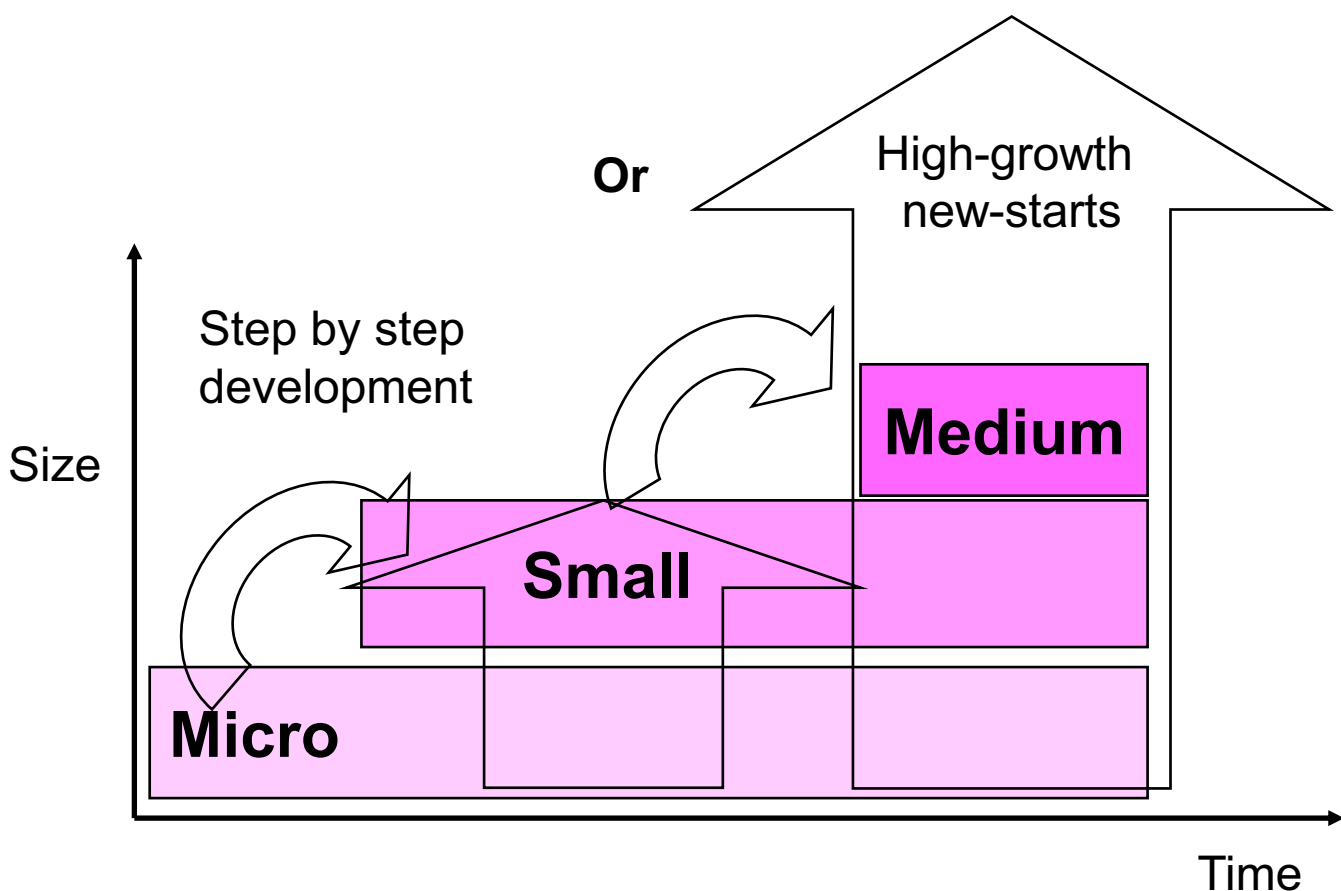 Or
High-growth
new-starts
Step by step
development
Size
Medium
Small
Micro
Time